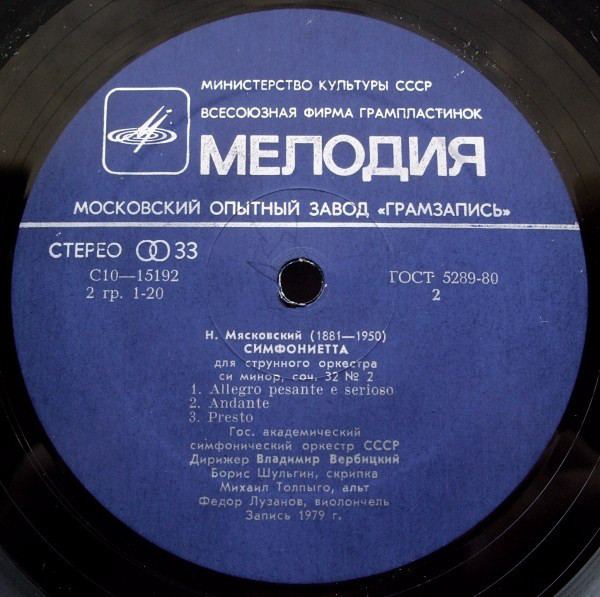 МИНИСТЕРСТВО КУЛЬТУРЫ СССР
ВСЕСОЮЗНАЯ ФИРМА ГРАМПЛАСТИНОК
МЕЛОДИЯ
МОСКОВСКИЙ ОПЫТНЫЙ ЗАВОД «ГРАМЗАПИСЬ»
СТЕРЕО 33
С10—15192
2 гр. 1-20
ГОСТ 5289-80
2
Н. Мясковский (1881—1950)
СИМФОНИЕТТА
для струнного оркестра
си минор, соч. 32 № 2
1. Allegro pesante e serioso
2. Andante
3. Presto
Гос. академический
симфонический оркестр СССР
Дирижер Владимир Вербицкий
Борис Шульгин, скрипка
Михаил Толпыго, альт
Федор Лузанов, виолончель
Запись 1979 г.